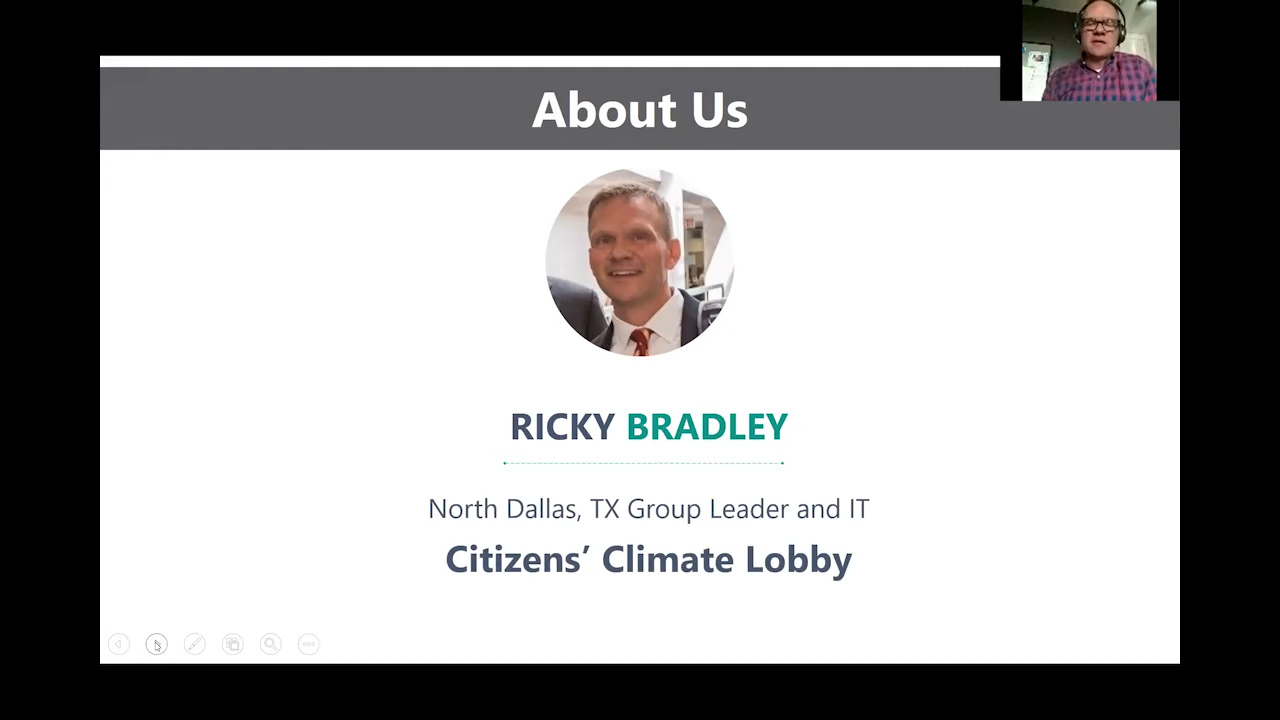 About Us
RICKY BRADLEY
North Dallas, TX Group Leader and IT
Citizens’ Climate Lobby